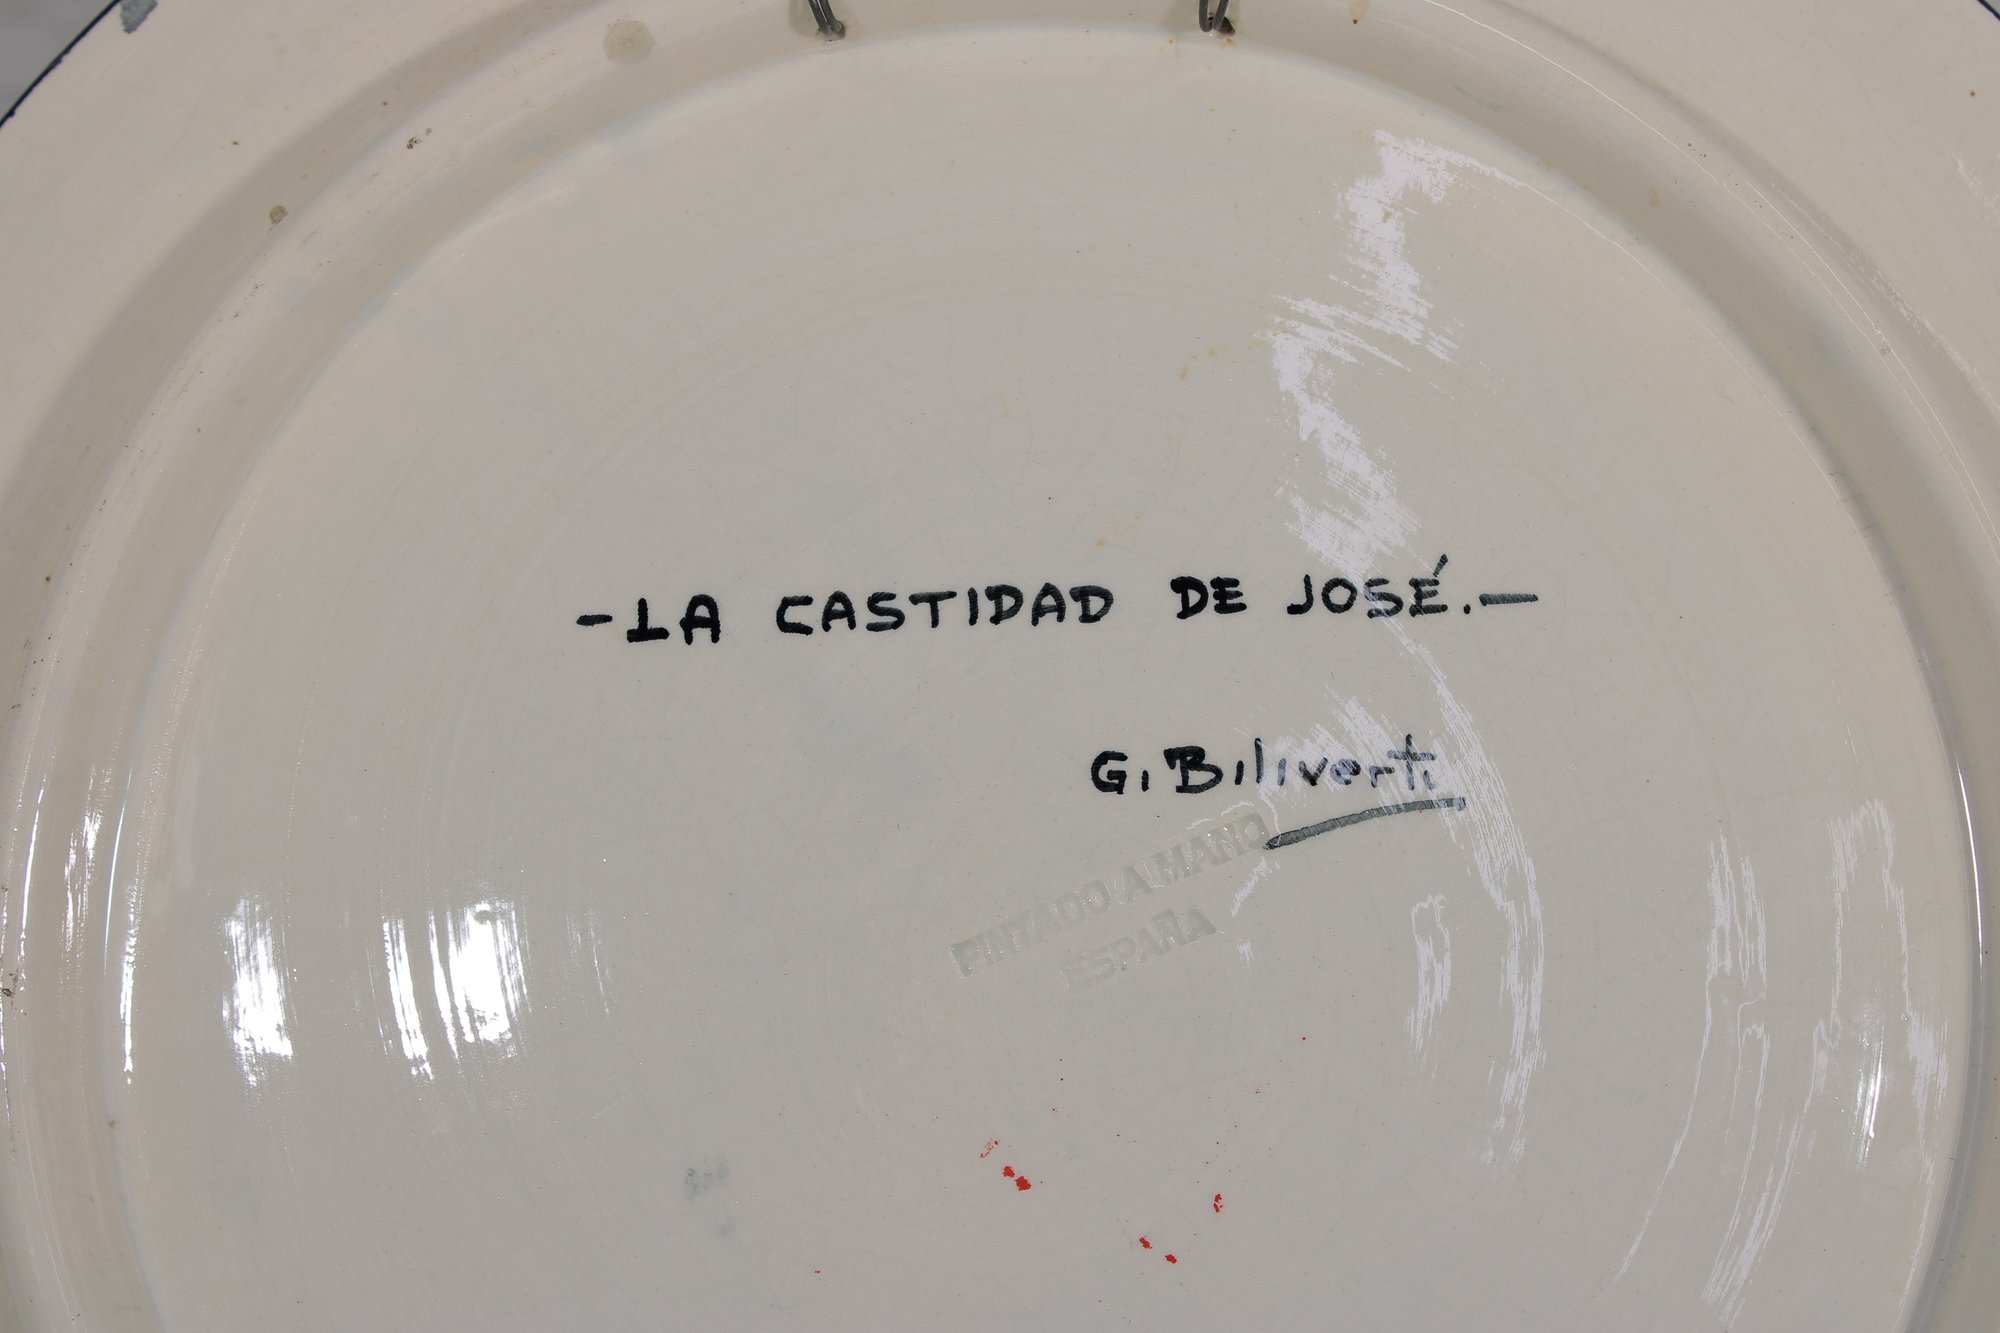 -LA CASTIDAD DE JOSÉ.—
G. Biliverti
PINTADO A MANO
ESPAÑA